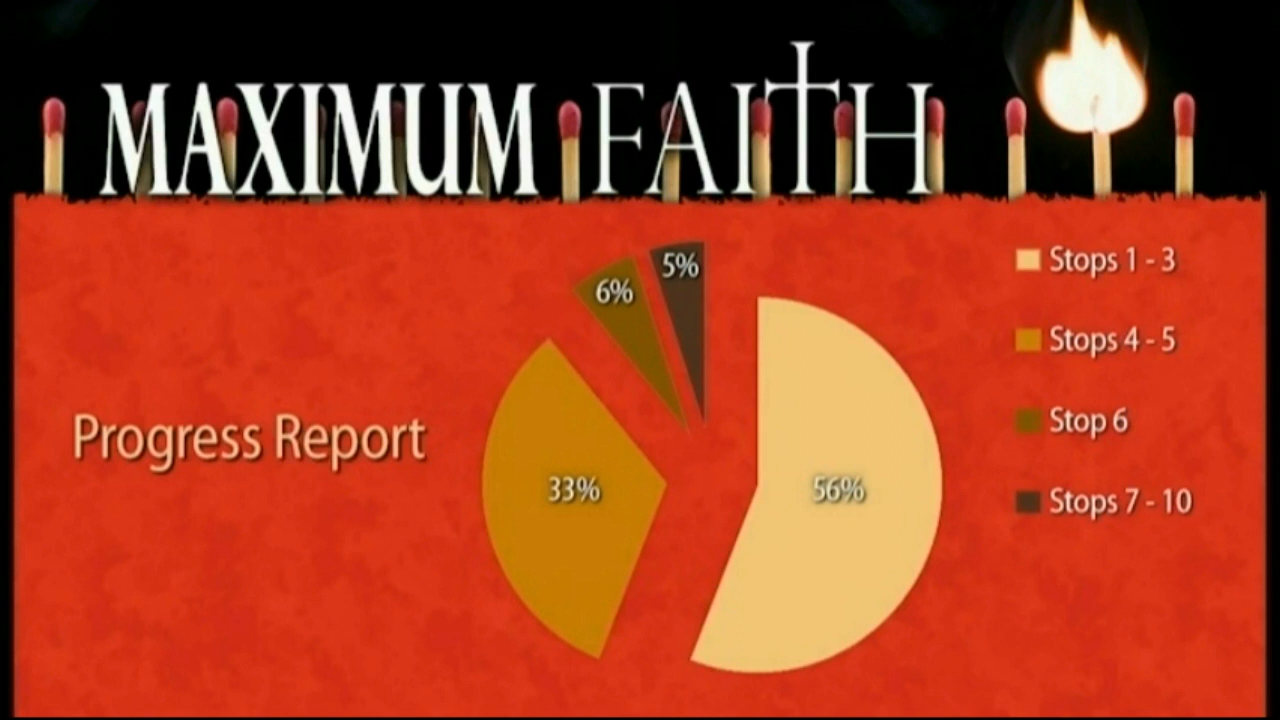 MAXIMUM FAITH
Progress Report
5%
6%
33%
56%
Stops 1 - 3
Stops 4 - 5
Stop 6
Stops 7 - 10